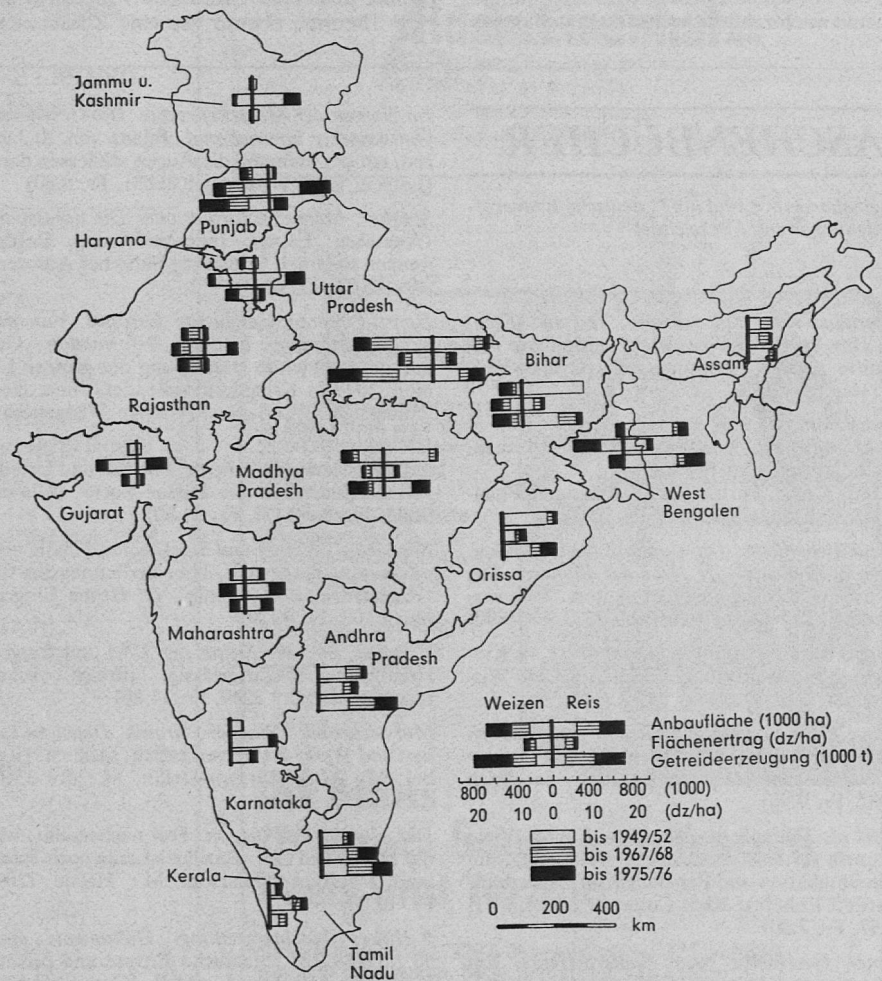 Jammu u.
Kashmir
Punjab
Haryana
Uttar
Pradesh
Bihar
Assam
Rajasthan
Gujarat
Madhya
Pradesh
West
Bengalen
Orissa
Maharashtra
Andhra
Pradesh
Karnataka
Kerala
Tamil
Nadu
Weizen Reis
Anbaufläche (1000 ha)
Flächenertrag (dz/ha)
Getreideerzeugung (1000 t)
800 400 0 400 800 (1000)
20 10 0 10 20 (dz/ha)
bis 1949/52
bis 1967/68
bis 1975/76
0 200 400
km